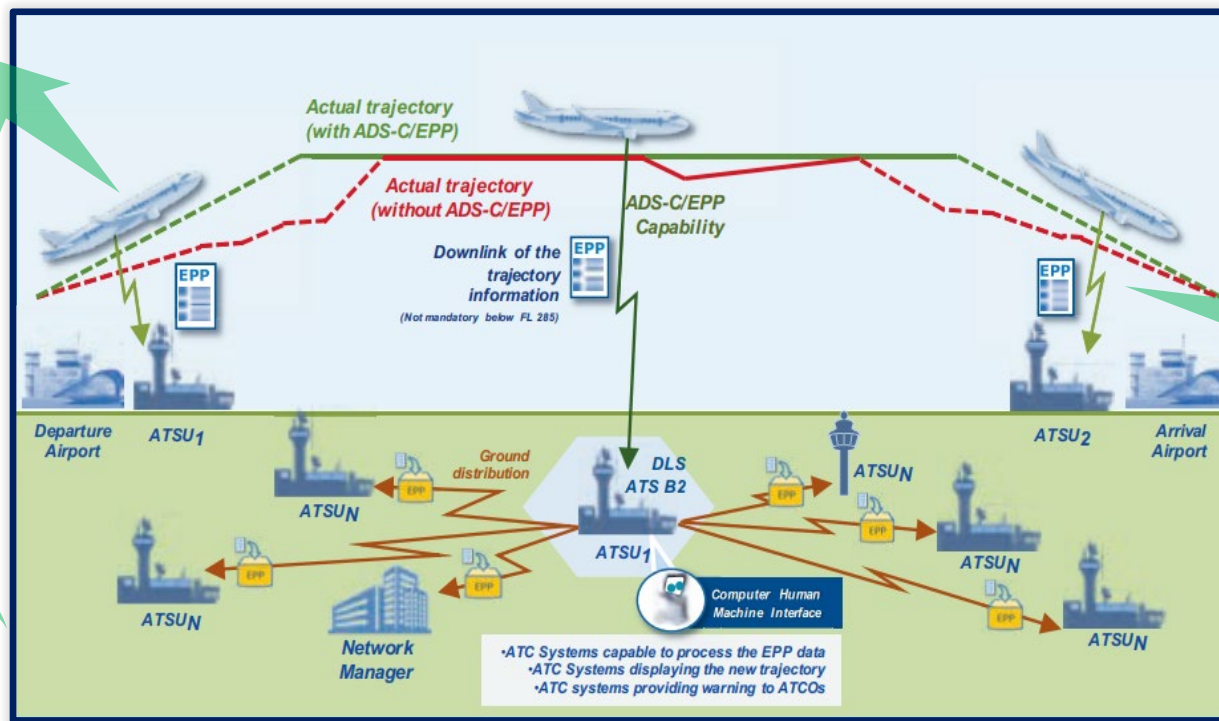 Actual trajectory
(with ADS-C/EPP)
Actual trajectory
(without ADS-C/EPP)
ADS-C/EPP
Capability
Downlink of the
trajectory
information
(Not mandatory below FL 285)
EPP
EPP
EPP
Departure
Airport
ATSU1
ATSU2
Arrival
Airport
Ground
distribution
DLS
ATS B2
ATSU1
EPP
ATSUN
EPP
ATSUN
EPP
Network
Manager
EPP
ATSUN
EPP
ATSUN
EPP
ATSUN
Computer Human
Machine Interface
•ATC Systems capable to process the EPP data
•ATC Systems displaying the new trajectory
•ATC systems providing warning to ATCOs